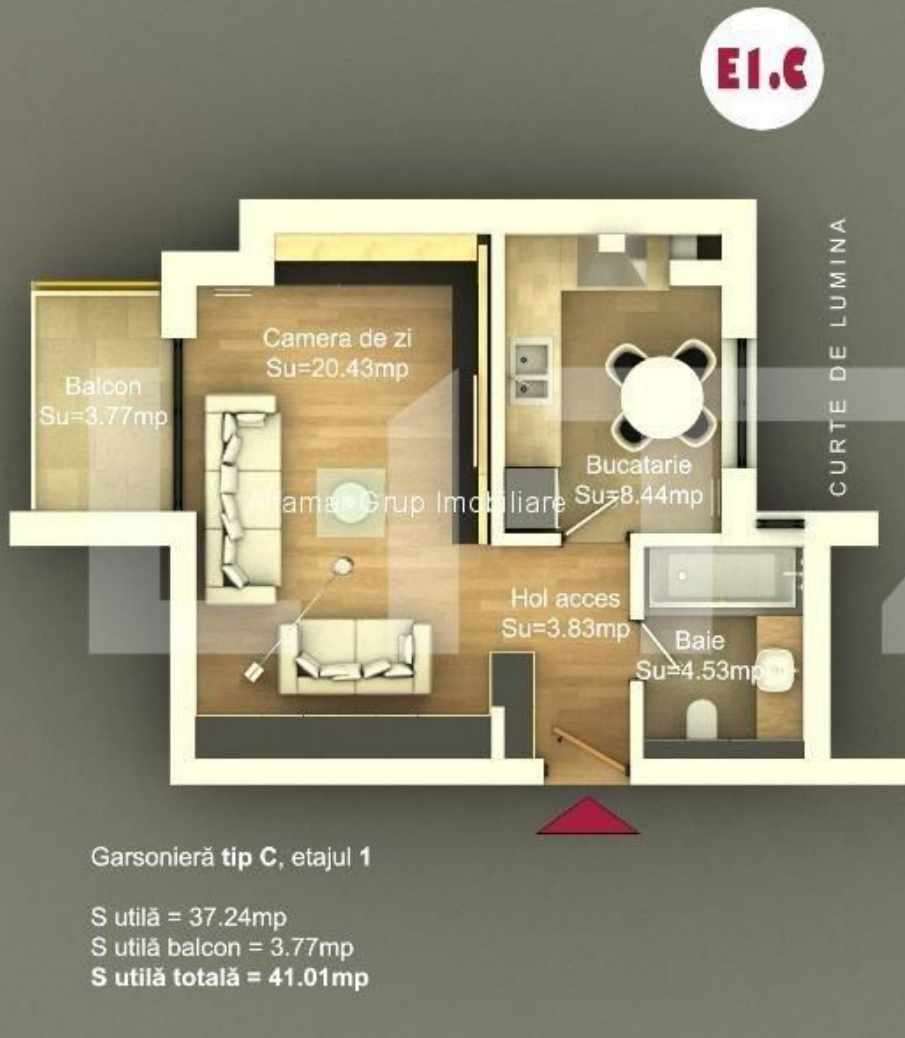 E1.C
CURTE DE LUMINA
Camera de zi
Su=20.43mp
Balcon
Su=3.77mp
Bucatarie
Su=8.44mp
Grup Imobiliare
Hol acces
Su=3.83mp
Baie
Su=4.53mp
Garsonieră tip C, etajul 1
S utilă = 37.24mp
S utilă balcon = 3.77mp
S utilă totală = 41.01mp